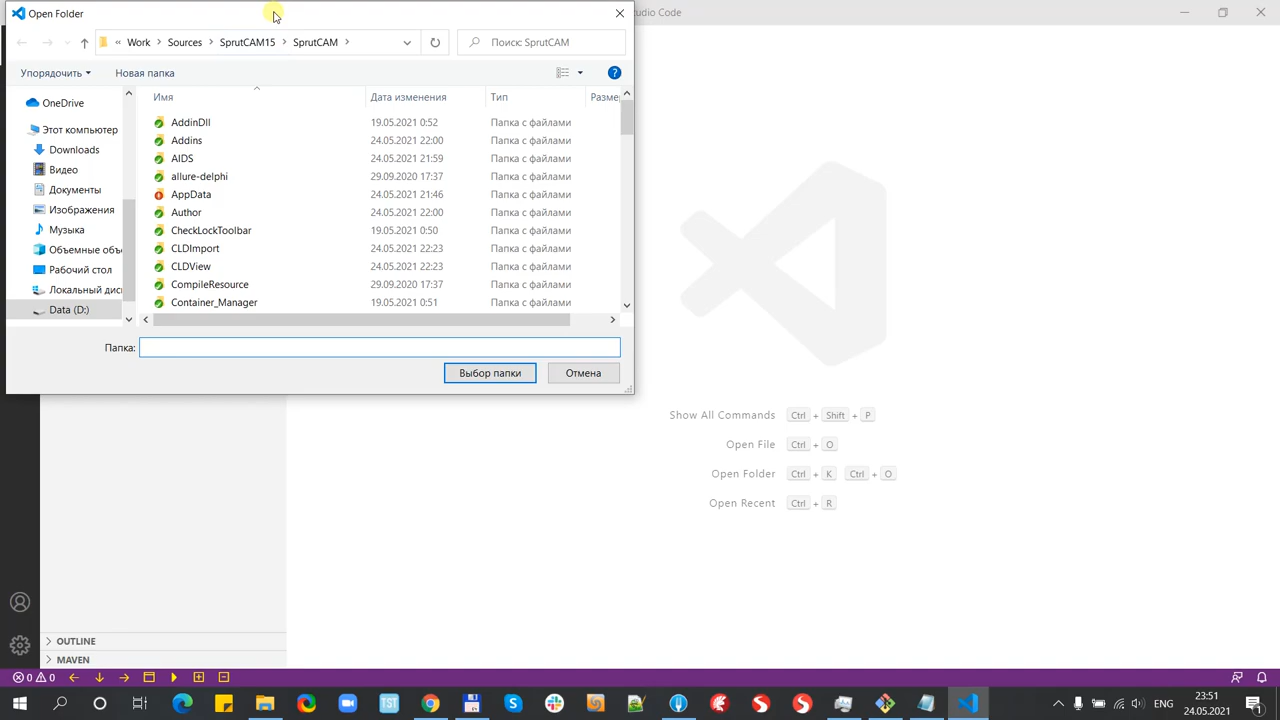 Open Folder
udio Code
« Work > Sources > SprutCAM15 > SprutCAM >
Поиск: SprutCAM
Упорядочить
Новая папка
?
Имя
Дата изменения
Тип
Разме
OneDrive
Этот компьютер
Downloads
Видео
Документы
Изображения
Музыка
Объемные объ
Рабочий стол
Локальный дис
Data (D:)
AddinDll 19.05.2021 0:52 Папка с файлами
Addins 24.05.2021 22:00 Папка с файлами
AIDS 24.05.2021 21:59 Папка с файлами
allure-delphi 29.09.2020 17:37 Папка с файлами
AppData 24.05.2021 21:46 Папка с файлами
Author 24.05.2021 22:00 Папка с файлами
CheckLockToolbar 19.05.2021 0:50 Папка с файлами
CLDImport 24.05.2021 22:23 Папка с файлами
CLDView 24.05.2021 22:23 Папка с файлами
CompileResource 29.09.2020 17:37 Папка с файлами
Container_Manager 19.05.2021 0:51 Папка с файлами
Папка:
Выбор папки
Отмена
Show All Commands Ctrl + Shift + P
Open File Ctrl + O
Open Folder Ctrl + K Ctrl + O
Open Recent Ctrl + R
OUTLINE
MAVEN
0 0
TST
ENG
23:51
24.05.2021
1